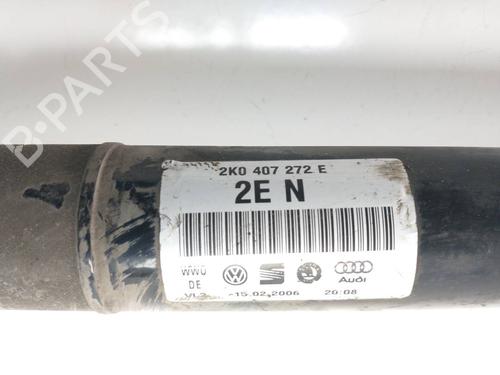 2K0 407 272 E
2E N
WWU
DE
Audi
15.02.2006 20:08
B-PARTS